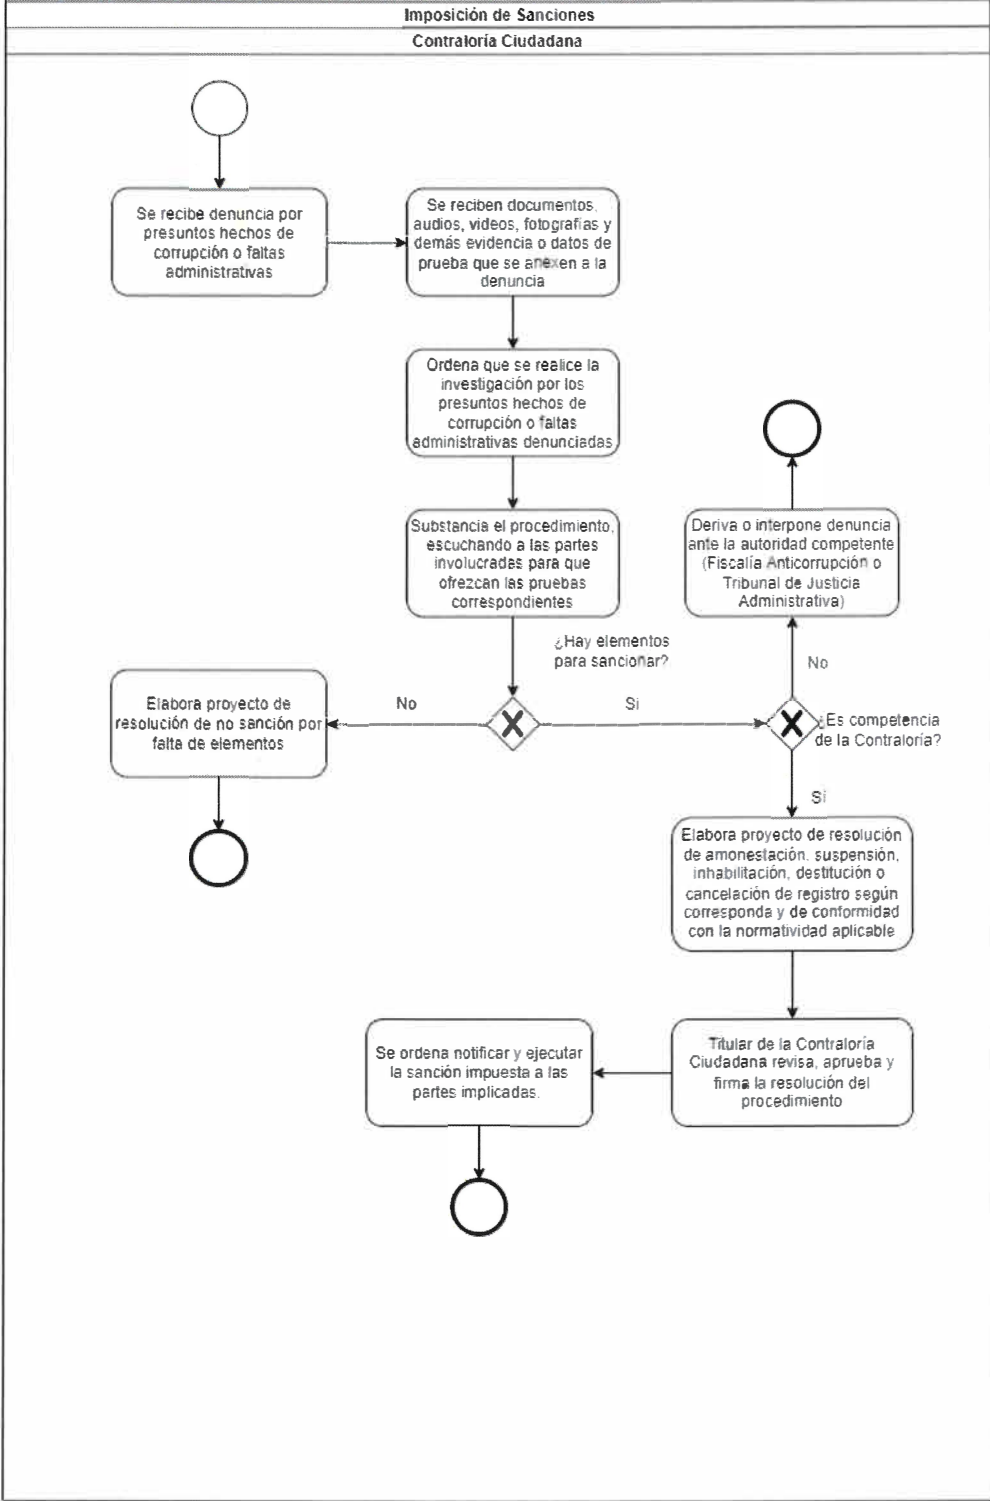 Imposición de Sanciones
Contraloría Ciudadana
Se recibe denuncia por
presuntos hechos de
corrupción o faltas
administrativas
Se reciben documentos,
audios, videos, fotografías y
demás evidencia o datos de
prueba que se anexen a la
denuncia
Ordena que se realice la
investigación por los
presuntos hechos de
corrupción o faltas
administrativas denunciadas
Substancia el procedimiento,
escuchando a las partes
involucradas para que
ofrezcan las pruebas
correspondientes
Deriva o interpone denuncia
ante la autoridad competente
(Fiscalía Anticorrupción o
Tribunal de Justicia
Administrativa)
¿Hay elementos
para sancionar?
No
Elabora proyecto de
resolución de no sanción por
falta de elementos
No
Si
¿Es competencia
de la Contraloría?
Si
Elabora proyecto de resolución
de amonestación, suspensión,
inhabilitación, destitución o
cancelación de registro según
corresponda y de conformidad
con la normatividad aplicable
Titular de la Contraloría
Ciudadana revisa, aprueba y
firma la resolución del
procedimiento
Se ordena notificar y ejecutar
la sanción impuesta a las
partes implicadas.